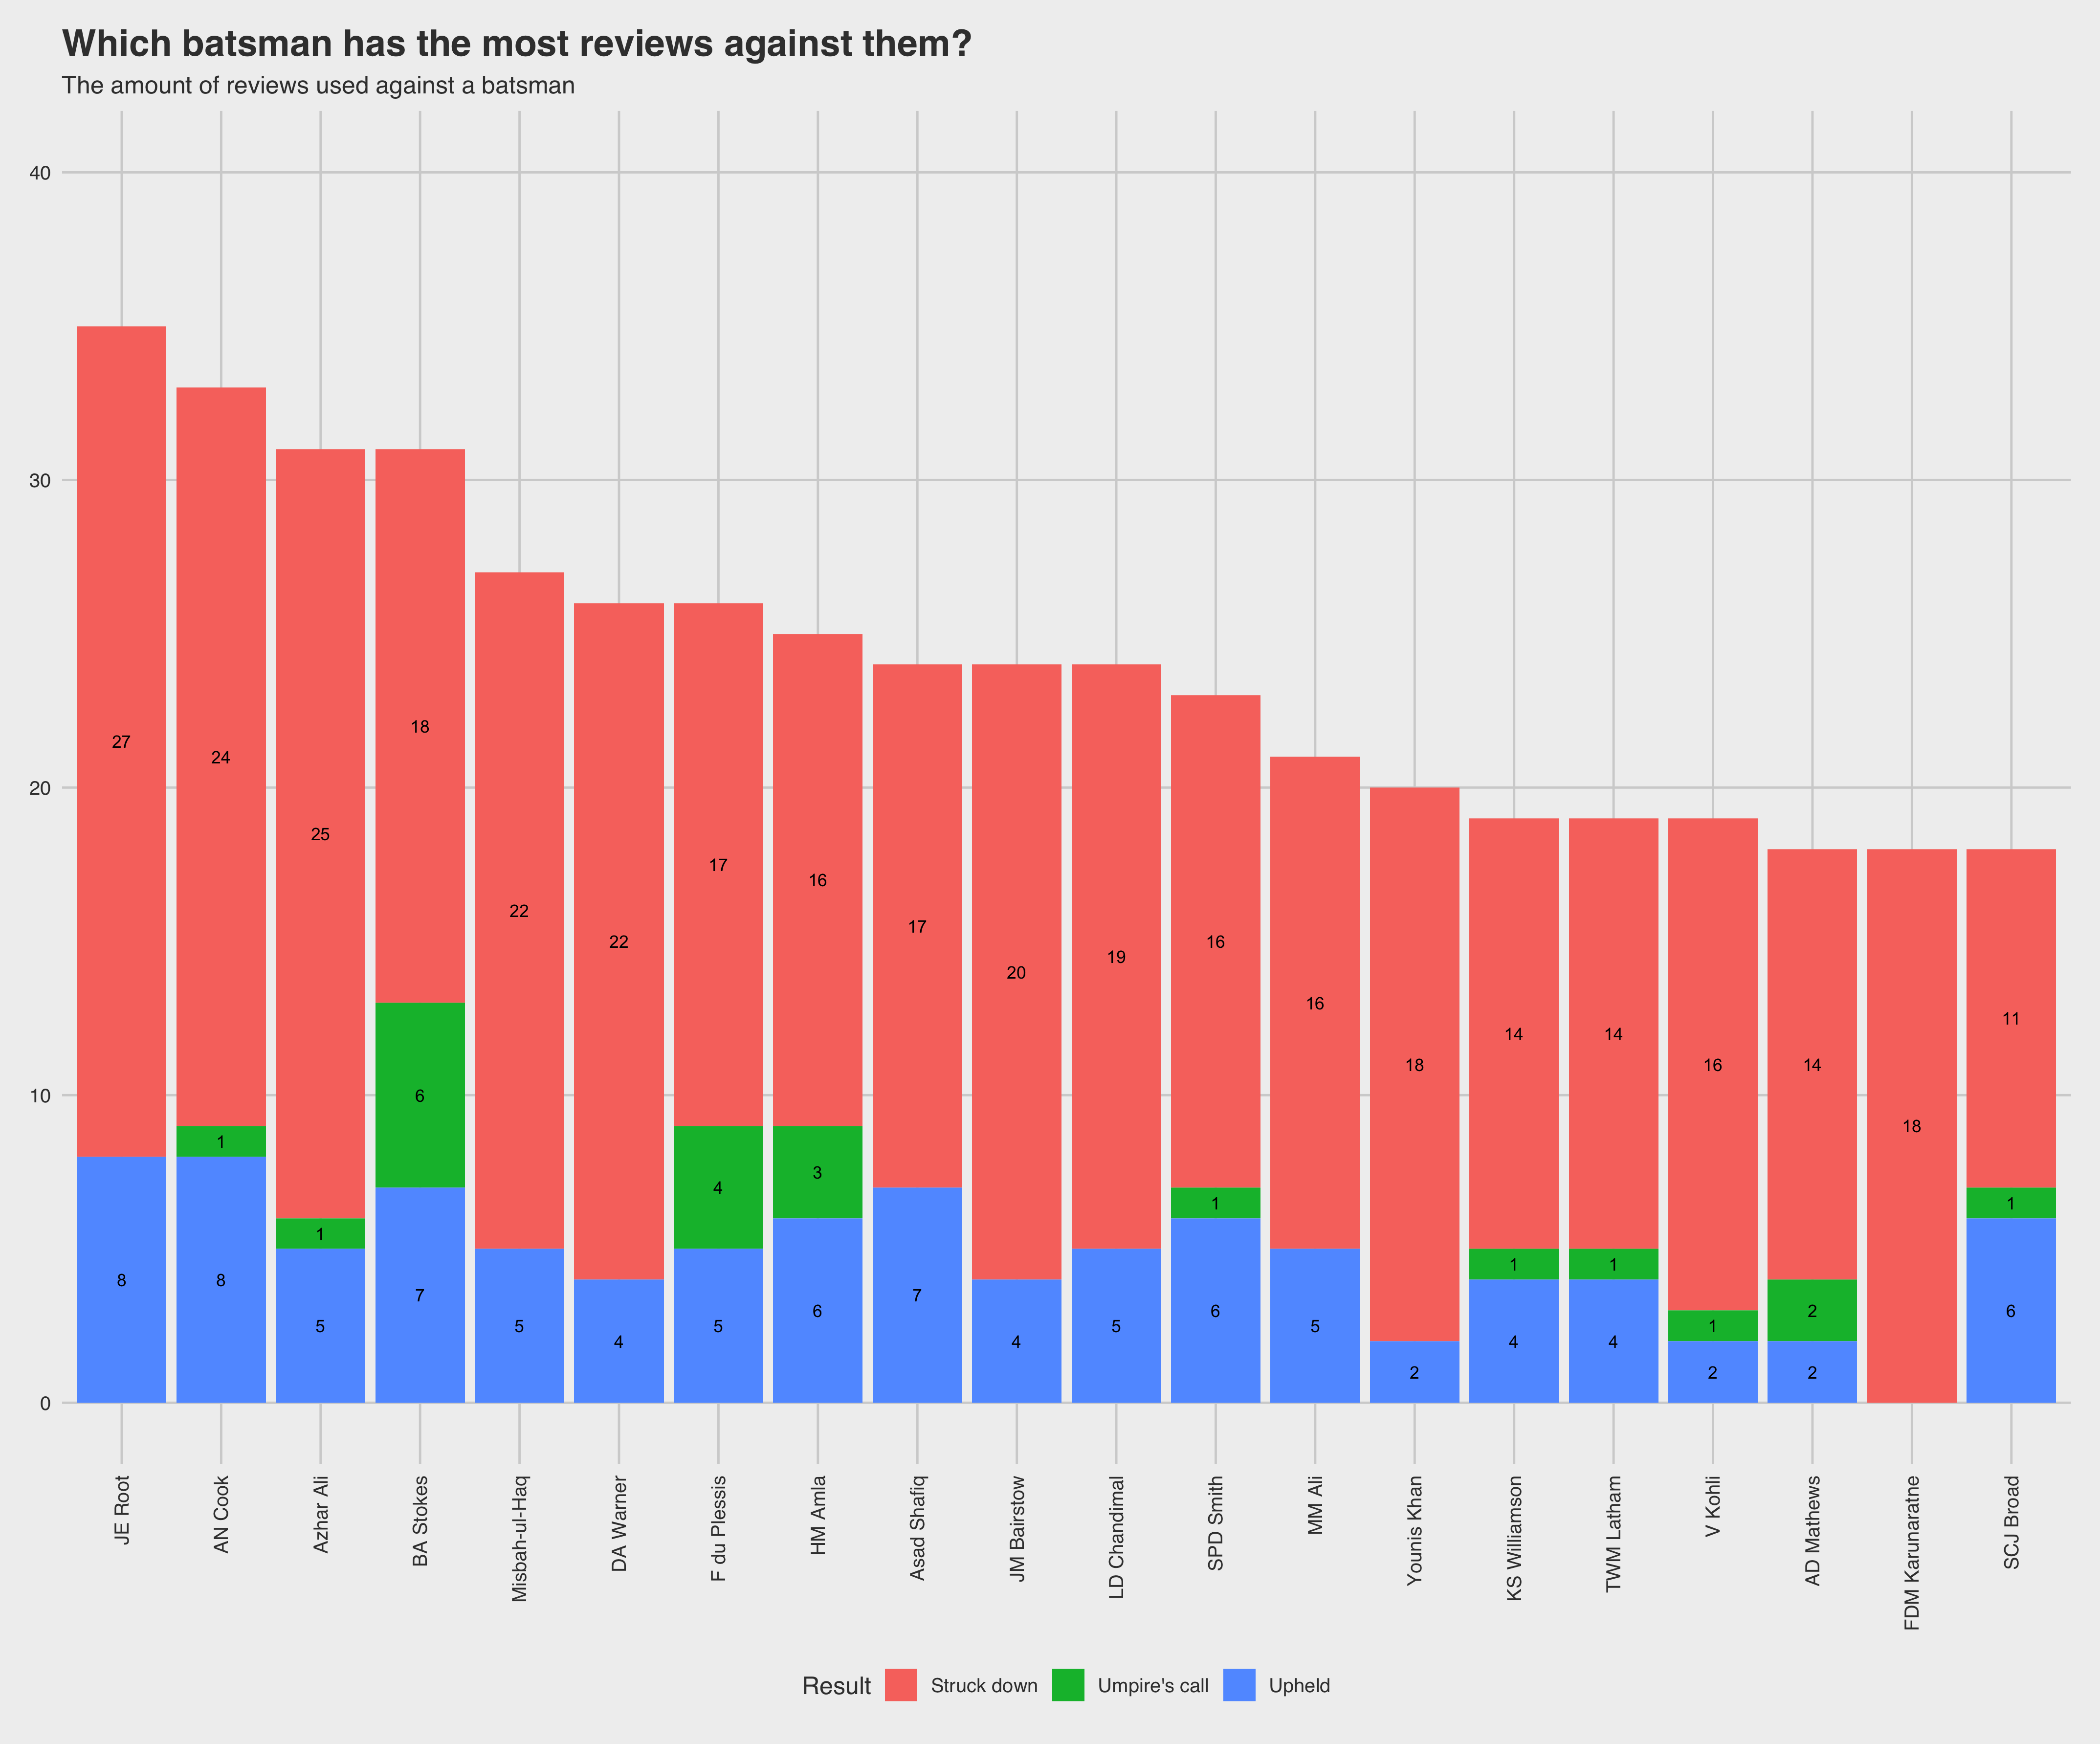 Which batsman has the most reviews against them?
The amount of reviews used against a batsman
40
30
20
10
0
27
8
24
1
8
25
1
5
18
6
7
22
5
22
4
17
4
5
16
3
6
17
7
20
4
19
5
16
1
6
16
5
18
2
14
1
4
14
1
4
16
1
2
14
2
2
18
11
1
6
JE Root
AN Cook
Azhar Ali
BA Stokes
Misbah-ul-Haq
DA Warner
F du Plessis
HM Amla
Asad Shafiq
JM Bairstow
LD Chandimal
SPD Smith
MM Ali
Younis Khan
KS Williamson
TWM Latham
V Kohli
AD Mathews
FDM Karunaratne
SCJ Broad
Result Struck down Umpire's call Upheld